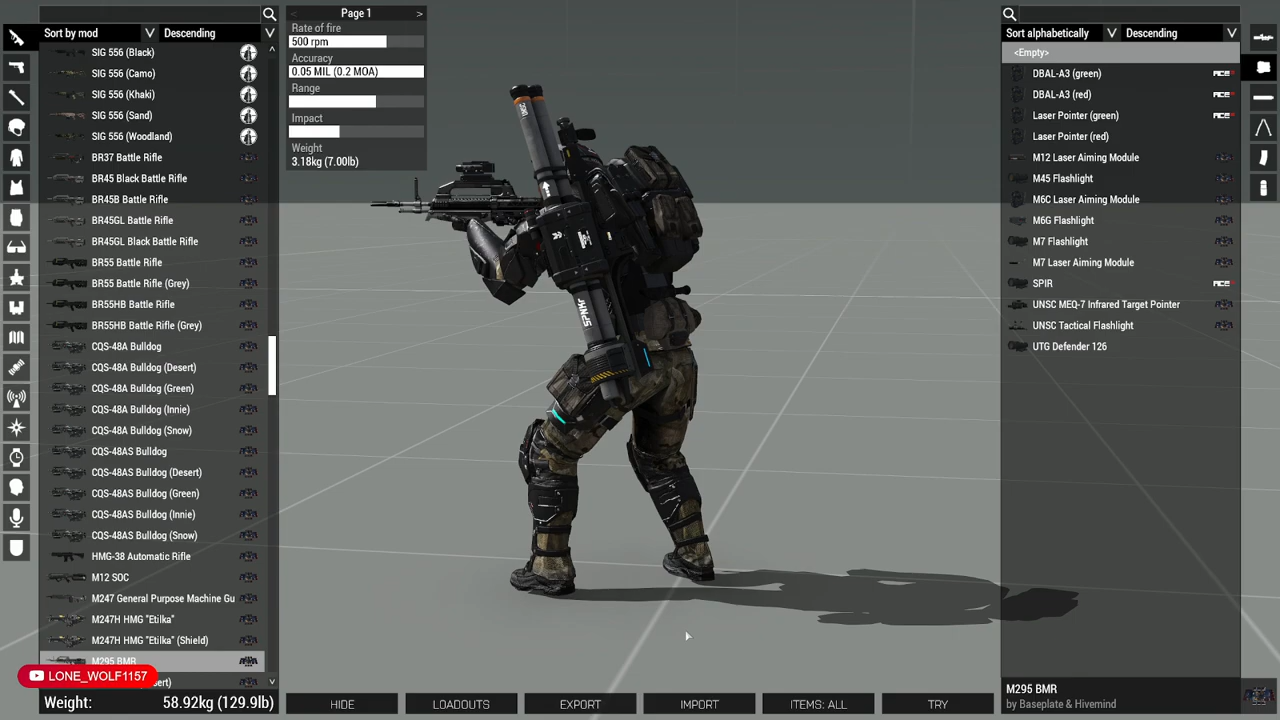 Sort by mod
Descending
SIG 556 (Black)
SIG 556 (Camo)
SIG 556 (Khaki)
SIG 556 (Sand)
SIG 556 (Woodland)
BR37 Battle Rifle
BR45 Black Battle Rifle
BR45B Battle Rifle
BR45GL Battle Rifle
BR45GL Black Battle Rifle
BR55 Battle Rifle
BR55 Battle Rifle (Grey)
BR55HB Battle Rifle
BR55HB Battle Rifle (Grey)
CQS-48A Bulldog
CQS-48A Bulldog (Desert)
CQS-48A Bulldog (Green)
CQS-48A Bulldog (Innie)
CQS-48A Bulldog (Snow)
CQS-48AS Bulldog
CQS-48AS Bulldog (Desert)
CQS-48AS Bulldog (Green)
CQS-48AS Bulldog (Innie)
CQS-48AS Bulldog (Snow)
HMG-38 Automatic Rifle
M12 SOC
M247 General Purpose Machine Gu
M247H HMG "Etilka"
M247H HMG "Etilka" (Shield)
M295 BMR
LONE_WOLF1157
Weight: 58.92kg (129.9lb)
< Page 1 >
Rate of fire
500 rpm
Accuracy
0.05 MIL (0.2 MOA)
Range
Impact
Weight
3.18kg (7.00lb)
SPNKR
HIDE
LOADOUTS
EXPORT
IMPORT
ITEMS: ALL
TRY
Sort alphabetically
Descending
<Empty>
DBAL-A3 (green)
DBAL-A3 (red)
Laser Pointer (green)
Laser Pointer (red)
M12 Laser Aiming Module
M45 Flashlight
M6C Laser Aiming Module
M6G Flashlight
M7 Flashlight
M7 Laser Aiming Module
SPIR
UNSC MEQ-7 Infrared Target Pointer
UNSC Tactical Flashlight
UTG Defender 126
M295 BMR
by Baseplate & Hivemind